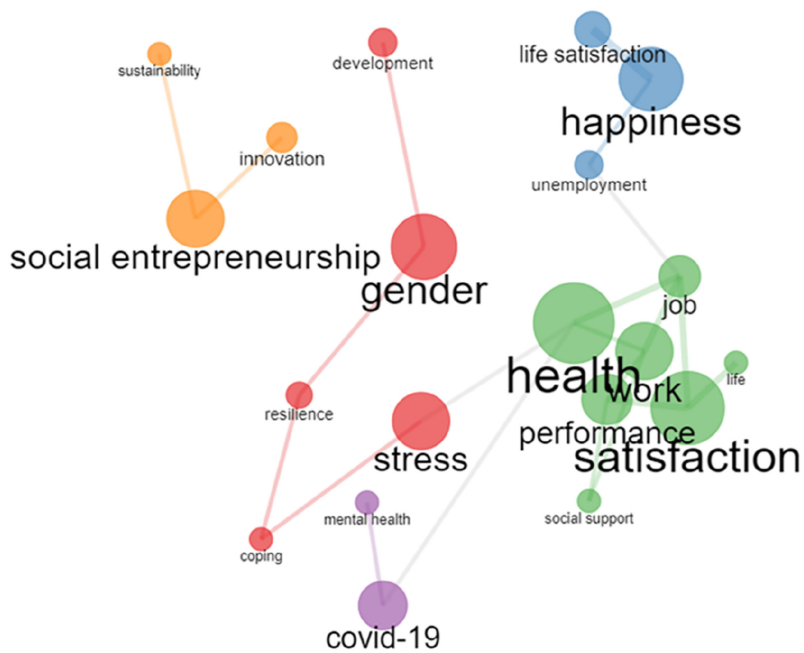 life satisfaction
sustainability
development
happiness
innovation
unemployment
social entrepreneurship
gender
job
health
work
life
resilience
performance
stress
satisfaction
mental health
social support
coping
covid-19